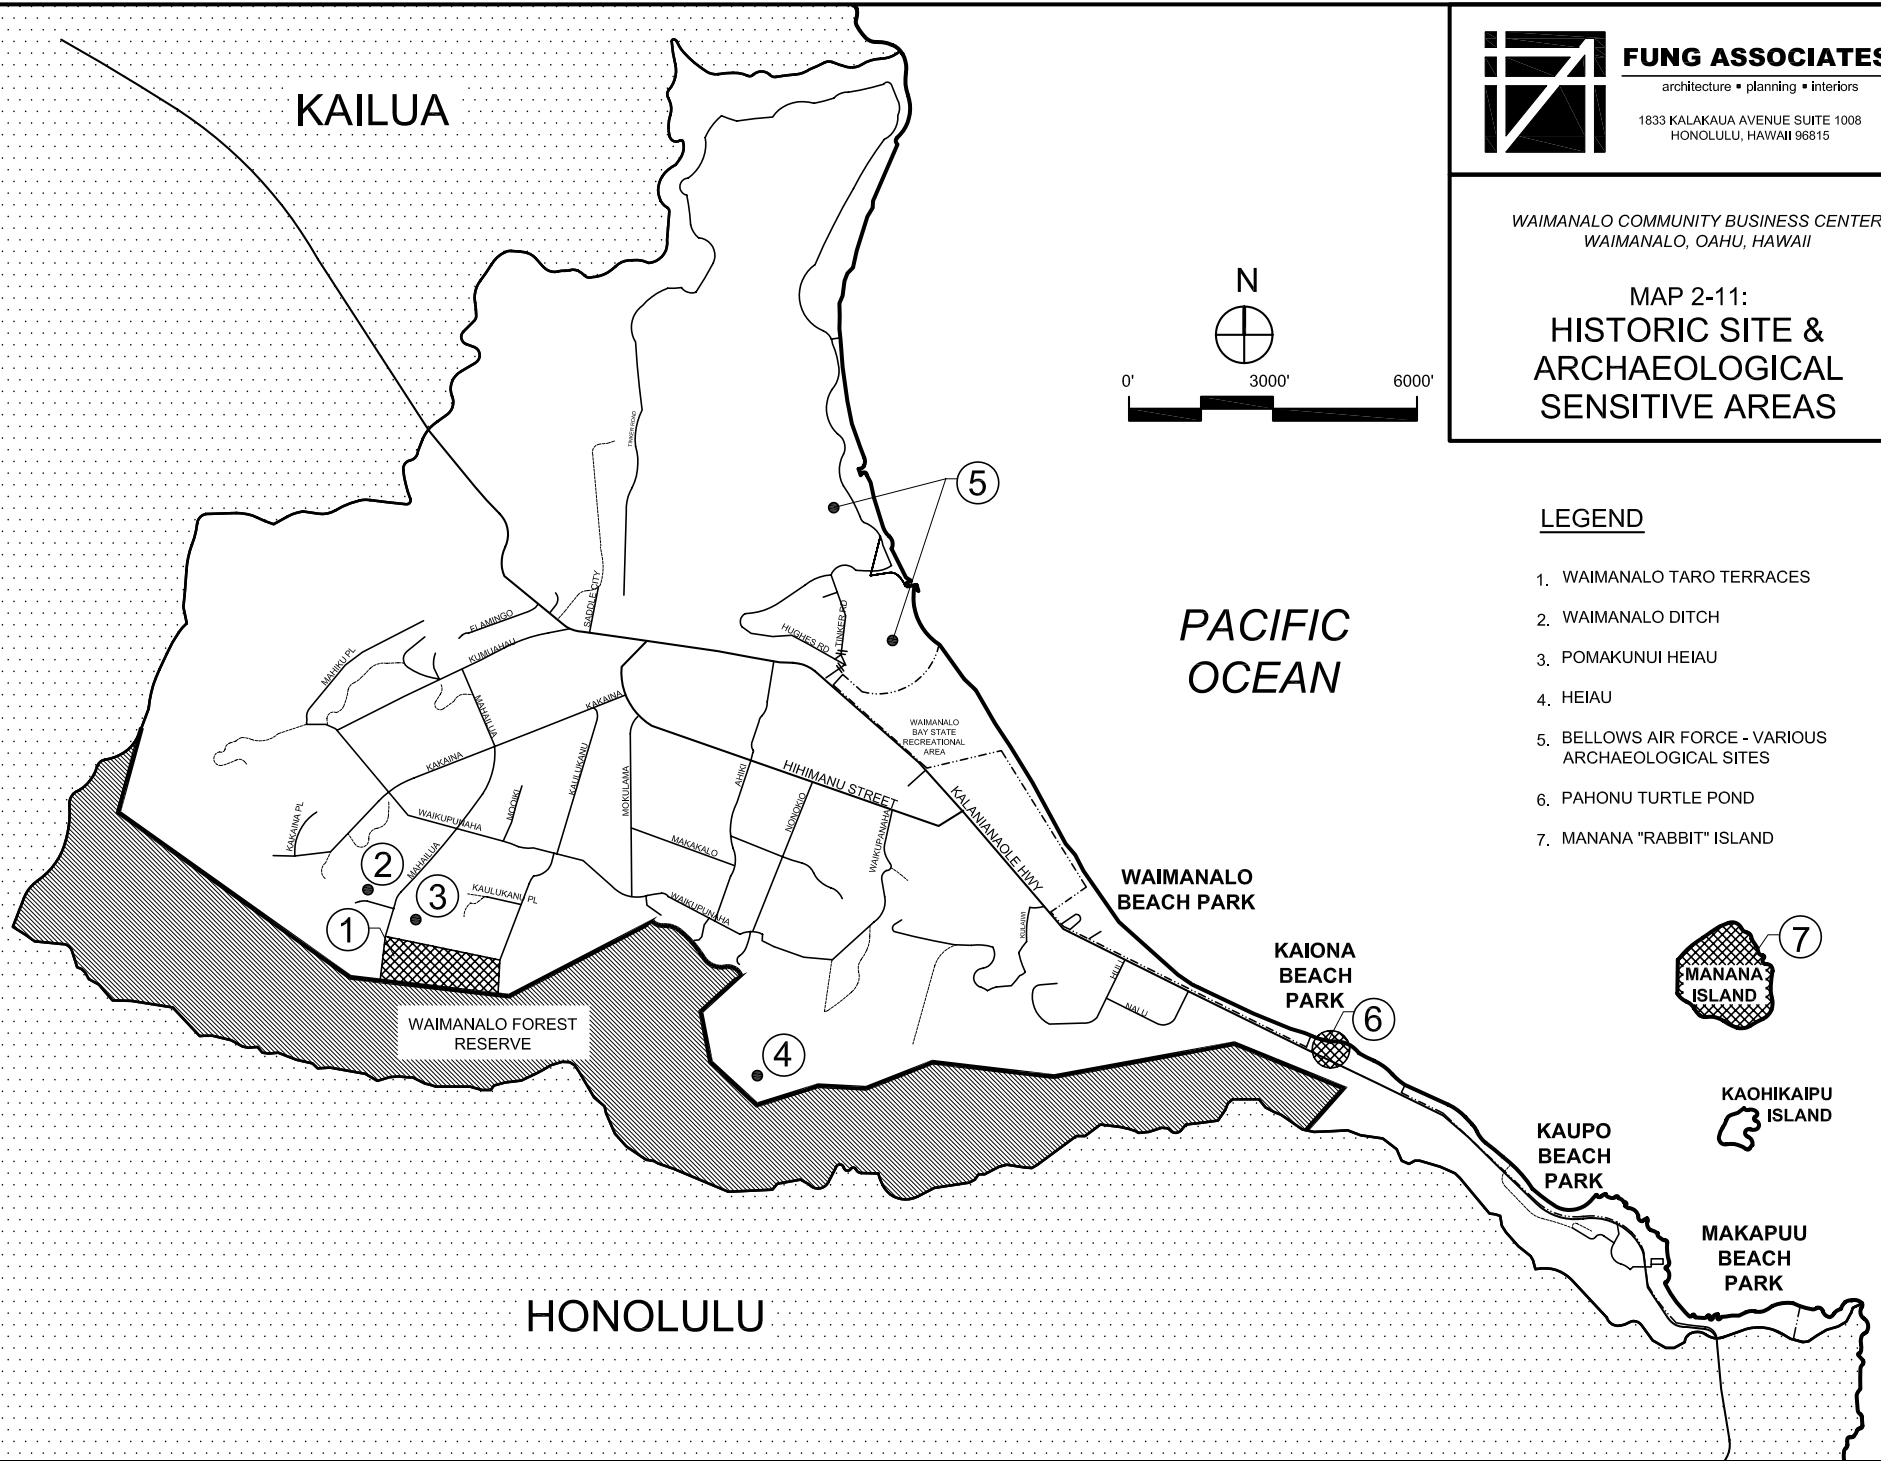 FUNG ASSOCIATES
architecture • planning • interiors
1833 KALAKAUA AVENUE SUITE 1008
HONOLULU, HAWAII 96815
WAIMANALO COMMUNITY BUSINESS CENTER
WAIMANALO, OAHU, HAWAII
MAP 2-11:
HISTORIC SITE &
ARCHAEOLOGICAL
SENSITIVE AREAS
KAILUA
N
0'
3000'
6000'
LEGEND
1. WAIMANALO TARO TERRACES
2. WAIMANALO DITCH
3. POMAKUNUI HEIAU
4. HEIAU
5. BELLOWS AIR FORCE - VARIOUS
ARCHAEOLOGICAL SITES
6. PAHONU TURTLE POND
7. MANANA "RABBIT" ISLAND
TINKER ROAD
5
SADDLE CITY
FLAMINGO
KUMUAHAU
MAHIKU PL
HUGHES RD
TINKER RD
PACIFIC
OCEAN
MAHAILUA
KAKAINA
KAKAINA
KAULUKANU
WAIMANALO
BAY STATE
RECREATIONAL
AREA
MOKULAMA
AHIKI
HIHIMANU STREET
KALANIANAOLE HWY
KAKAINA PL
WAIKUPUNAHA
MOOIKI
NONOKIO
MAKAKALO
WAIKUPANAHA
MAHAILUA
2
3
KAULUKANU PL
WAIKUPUNAHA
1
WAIMANALO
BEACH PARK
HULI
NALU
KAIONA
BEACH
PARK
6
7
MANANA
ISLAND
WAIMANALO FOREST
RESERVE
4
KAOHIKAIPU
ISLAND
KAUPO
BEACH
PARK
MAKAPUU
BEACH
PARK
HONOLULU